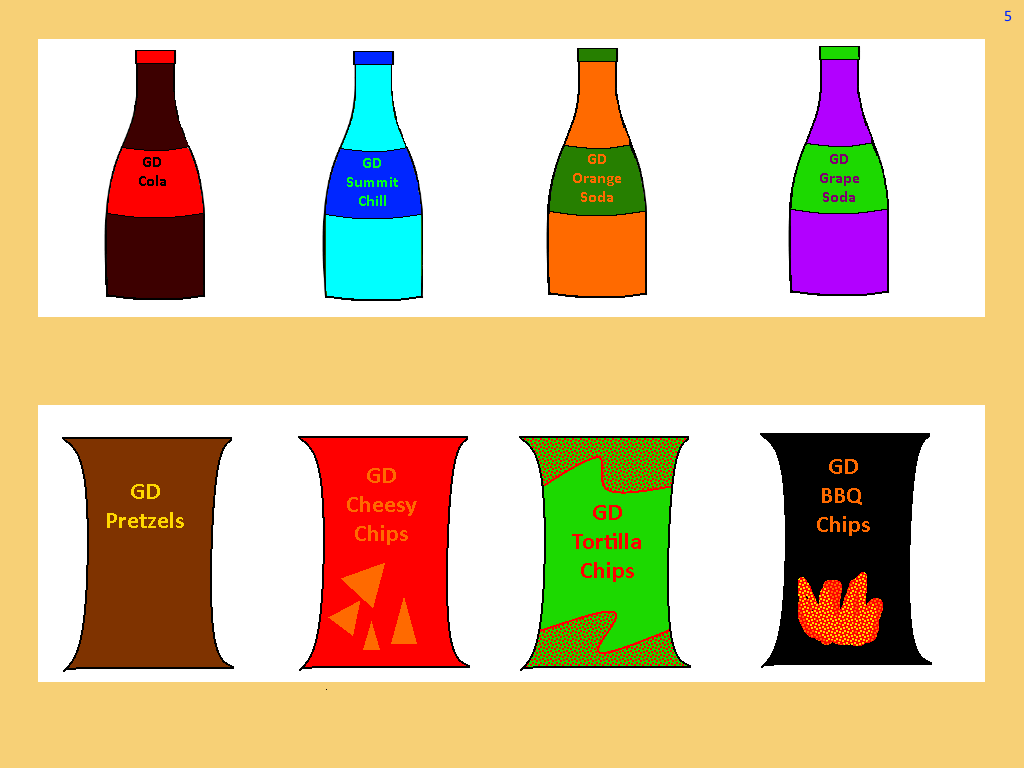 5
GD
Cola
GD
Summit
Chill
GD
Orange
Soda
GD
Grape
Soda
GD
Pretzels
GD
Cheesy
Chips
GD
Tortilla
Chips
GD
BBQ
Chips